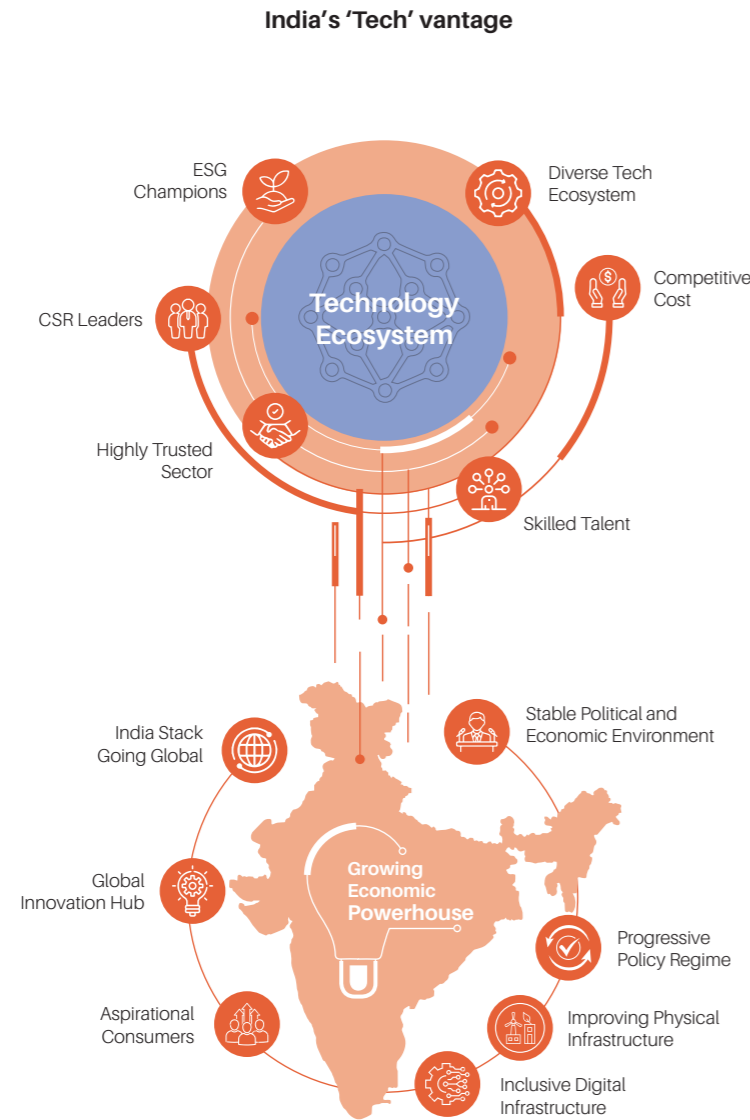 India's ‘Tech’ vantage
ESG
Champions
Diverse Tech
Ecosystem
Competitive
Cost
CSR Leaders
Technology
Ecosystem
Highly Trusted
Sector
Skilled Talent
India Stack
Going Global
Stable Political and
Economic Environment
Global
Innovation Hub
Growing
Economic
Powerhouse
Progressive
Policy Regime
Aspirational
Consumers
Improving Physical
Infrastructure
Inclusive Digital
Infrastructure